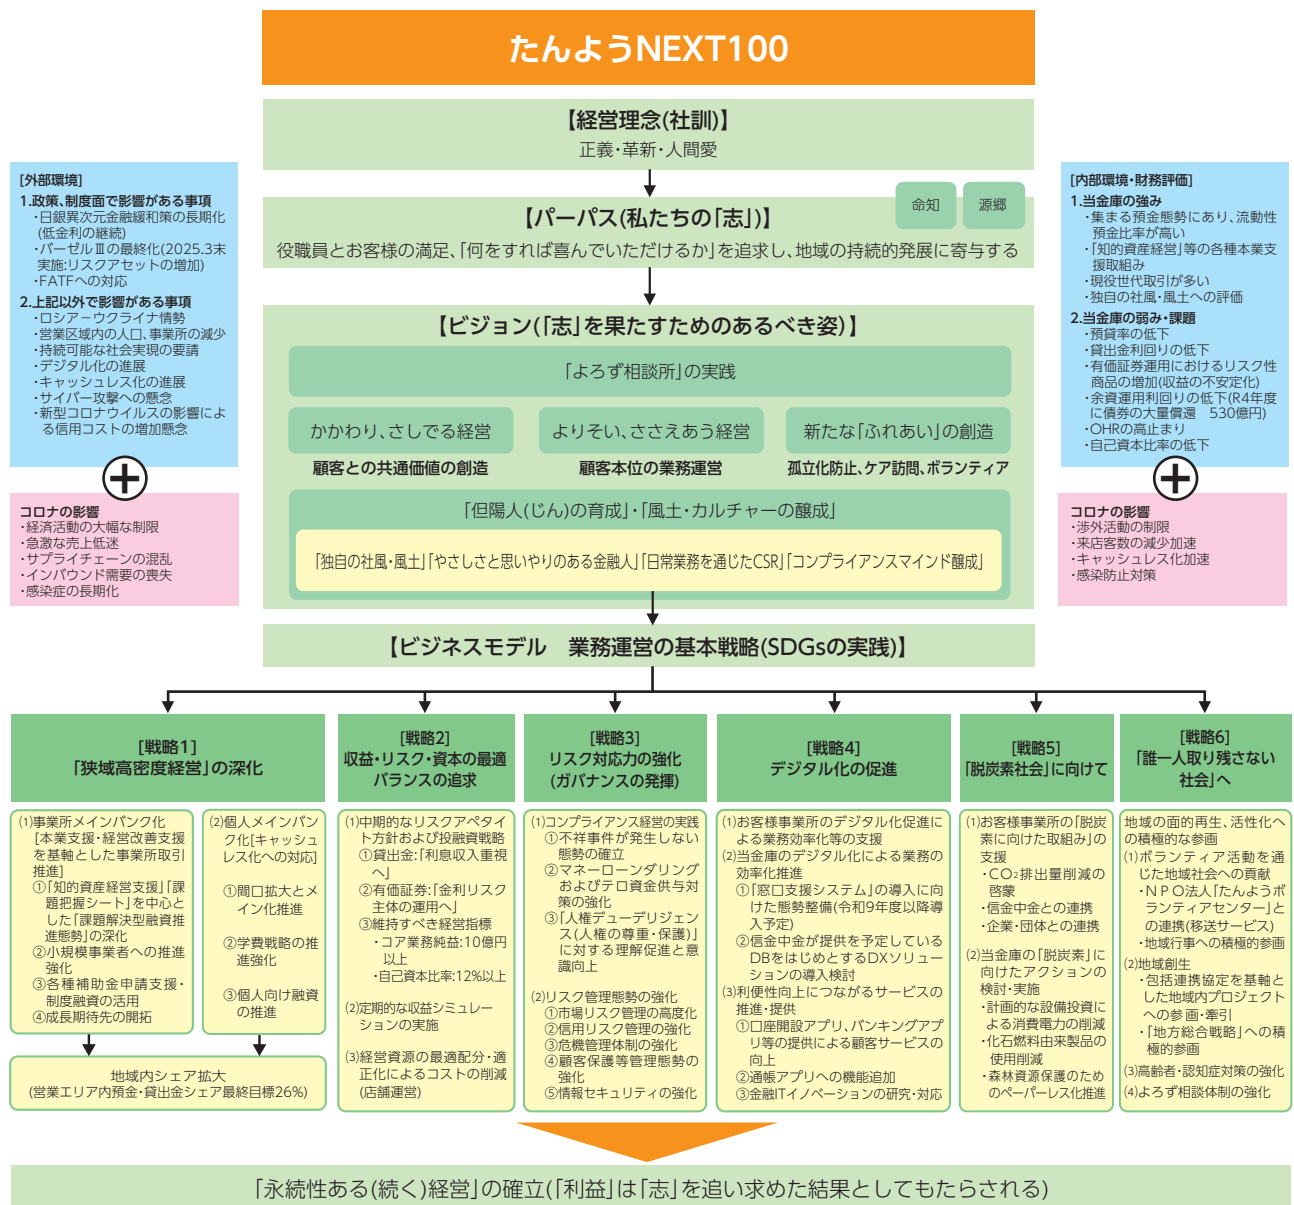 たんようNEXT100
【経営理念(社訓)】
正義・革新・人間愛
【パーパス(私たちの「志」)】
命知
源郷
役職員とお客様の満足、「何をすれば喜んでいただけるか」を追求し、地域の持続的発展に寄与する
[外部環境]
1.政策、制度面で影響がある事項
・日銀異次元金融緩和策の長期化
(低金利の継続)
・バーゼルⅢの最終化(2025.3末
実施:リスクアセットの増加)
・FATFへの対応
2.上記以外で影響がある事項
・ロシアーウクライナ情勢
・営業区域内の人口、事業所の減少
・持続可能な社会実現の要請
・デジタル化の進展
・キャッシュレス化の進展
・サイバー攻撃への懸念
・新型コロナウイルスの影響によ
る信用コストの増加懸念
コロナの影響
・経済活動の大幅な制限
・急激な売上低迷
・サプライチェーンの混乱
・インバウンド需要の喪失
・感染症の長期化
【ビジョン(「志」を果たすためのあるべき姿)】
「よろず相談所」の実践
かかわり、さしでる経営
よりそい、ささえあう経営
新たな「ふれあい」の創造
顧客との共通価値の創造
顧客本位の業務運営
孤立化防止、ケア訪問、ボランティア
「但陽人(じん)の育成」・「風土・カルチャーの醸成」
「独自の社風・風土」「やさしさと思いやりのある金融人」「日常業務を通じたCSR」「コンプライアンスマインド醸成」
[内部環境・財務評価]
1.当金庫の強み
・集まる預金態勢にあり、流動性
預金比率が高い
・「知的資産経営」等の各種本業支
援取組み
・現役世代取引が多い
・独自の社風・風土への評価
2.当金庫の弱み・課題
・預貸率の低下
・貸出金利回りの低下
・有価証券運用におけるリスク性
商品の増加(収益の不安定化)
・余資運用利回りの低下(R4年度
に債券の大量償還　530億円)
・OHRの高止まり
・自己資本比率の低下
コロナの影響
・渉外活動の制限
・来店客数の減少加速
・キャッシュレス化加速
・感染防止対策
【ビジネスモデル　業務運営の基本戦略(SDGsの実践)】
[戦略1]
「狭域高密度経営」の深化
⑴事業所メインバンク化
[本業支援・経営改善支援
を基軸とした事業所取引
推進]
①「知的資産経営支援」「課
題把握シート」を中心と
した「課題解決型融資推
進態勢」の深化
②小規模事業者への推進
強化
③各種補助金申請支援・
制度融資の活用
④成長期待先の開拓
⑵個人メインバン
ク化[キャッシュ
レス化への対応]
①間口拡大とメ
イン化推進
②学費戦略の推
進強化
③個人向け融資
の推進
地域内シェア拡大
(営業エリア内預金・貸出金シェア最終目標26%)
[戦略2]
収益・リスク・資本の最適
バランスの追求
⑴中期的なリスクアペタイ
ト方針および投融資戦略
①貸出金:「利息収入重視
へ」
②有価証券:「金利リスク
主体の運用へ」
③維持すべき経営指標
・コア業務純益:10億円
以上
・自己資本比率:12%以上
⑵定期的な収益シミュレー
ションの実施
⑶経営資源の最適配分・適
正化によるコストの削減
(店舗運営)
[戦略3]
リスク対応力の強化
(ガバナンスの発揮)
⑴コンプライアンス経営の実践
①不祥事件が発生しない
態勢の確立
②マネーローンダリング
およびテロ資金供与対
策の強化
③「人権デューデリジェン
ス(人権の尊重・保護)」
に対する理解促進と意
識向上
⑵リスク管理態勢の強化
①市場リスク管理の高度化
②信用リスク管理の強化
③危機管理体制の強化
④顧客保護等管理態勢の
強化
⑤情報セキュリティの強化
[戦略4]
デジタル化の促進
⑴お客様事業所のデジタル化促進に
よる業務効率化等の支援
⑵当金庫のデジタル化による業務の
効率化推進
①「窓口支援システム」の導入に向
けた態勢整備(令和9年度以降導
入予定)
②信金中金が提供を予定している
DBをはじめとするDXソリュー
ションの導入検討
⑶利便性向上につながるサービスの
推進・提供
①口座開設アプリ、バンキングアプ
リ等の提供による顧客サービスの
向上
②通帳アプリへの機能追加
③金融ITイノベーションの研究・対応
[戦略5]
「脱炭素社会」に向けて
⑴お客様事業所の「脱炭
素に向けた取組み」の
支援
・CO₂排出量削減の
啓蒙
・信金中金との連携
・企業・団体との連携
⑵当金庫の「脱炭素」に
向けたアクションの
検討・実施
・計画的な設備投資に
よる消費電力の削減
・化石燃料由来製品の
使用削減
・森林資源保護のため
のペーパーレス化推進
[戦略6]
「誰一人取り残さない
社会」へ
地域の面的再生、活性化へ
の積極的な参画
⑴ボランティア活動を通
じた地域社会への貢献
・ＮＰＯ法人「たんようボ
ランティアセンター」と
の連携(移送サービス)
・地域行事への積極的参画
⑵地域創生
・包括連携協定を基軸と
した地域内プロジェクト
への参画・牽引
・「地方総合戦略」への積
極的参画
⑶高齢者・認知症対策の強化
⑷よろず相談体制の強化
「永続性ある(続く)経営」の確立(「利益」は「志」を追い求めた結果としてもたらされる)